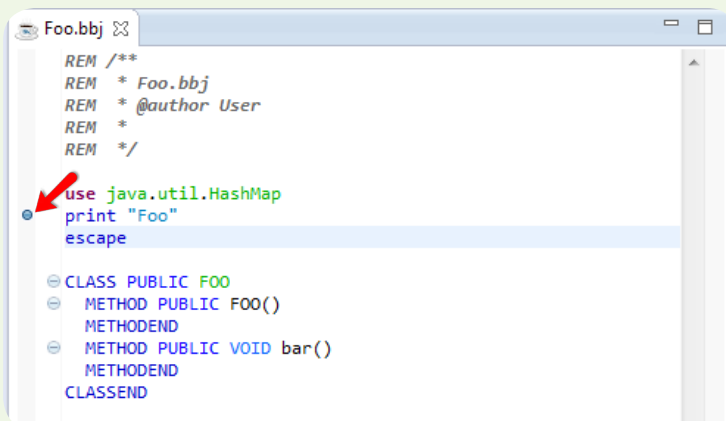 Foo.bbj
REM /**
REM  * Foo.bbj
REM  * @author User
REM  *
REM  */
use java.util.HashMap
print "Foo"
escape
CLASS PUBLIC FOO
  METHOD PUBLIC FOO()
  METHODEND
  METHOD PUBLIC VOID bar()
  METHODEND
CLASSEND